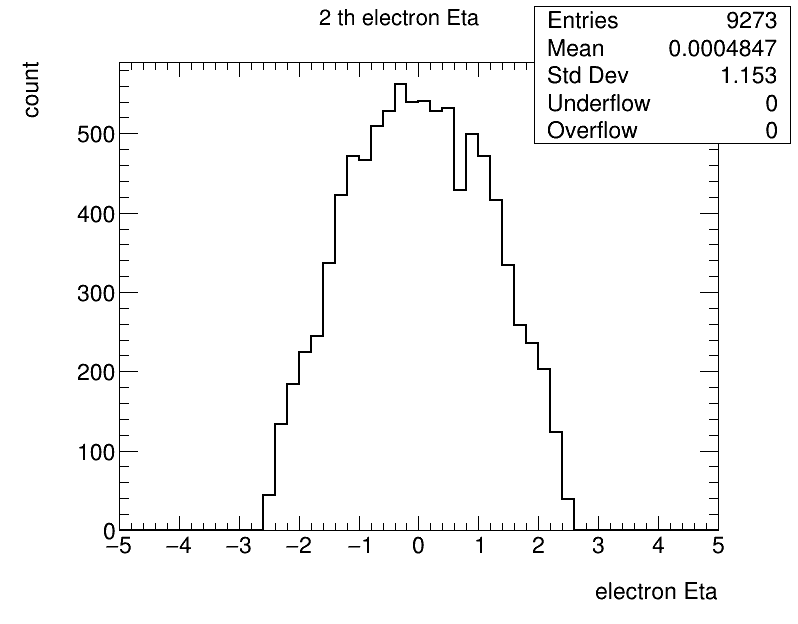 2 th electron Eta
Entries 9273
Mean 0.0004847
Std Dev 1.153
Underflow 0
Overflow 0
count
500
400
300
200
100
0
−5 −4 −3 −2 −1 0 1 2 3 4 5
electron Eta